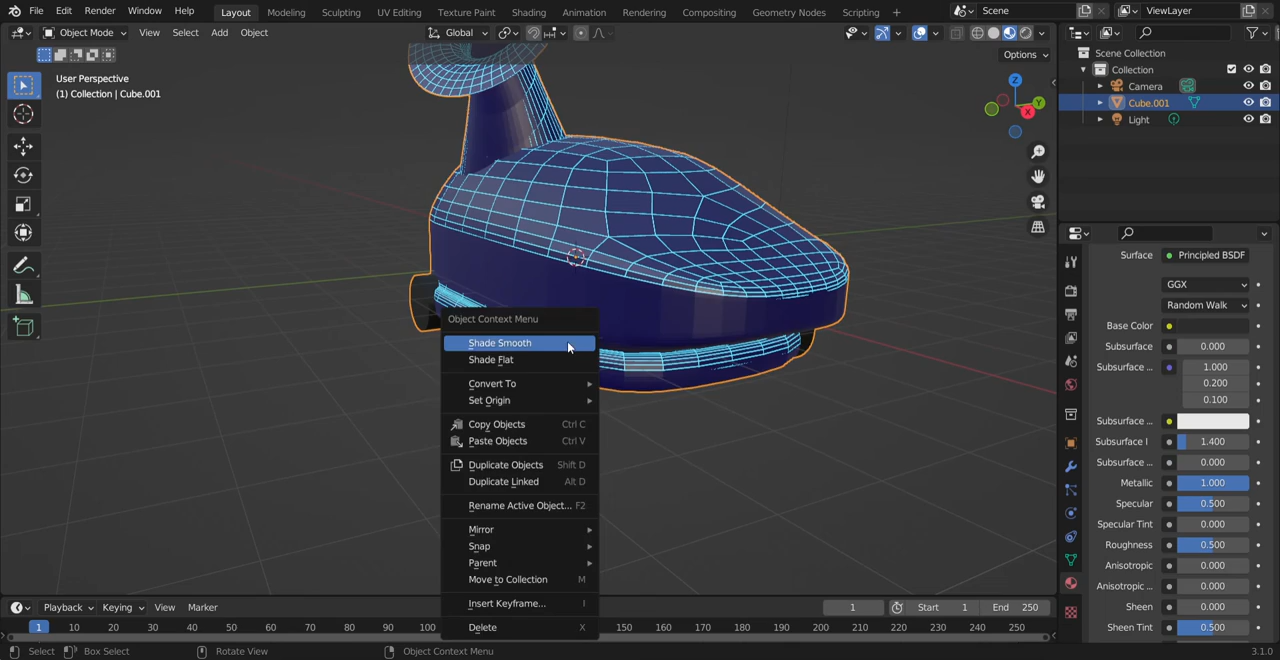 File Edit Render Window Help Layout Modeling Sculpting UV Editing Texture Paint Shading Animation Rendering Compositing Geometry Nodes Scripting + Scene ViewLayer
Object Mode View Select Add Object Global
Options
User Perspective
(1) Collection | Cube.001
Z
Y
X
Scene Collection
Collection
Camera
Cube.001
Light
Surface Principled BSDF
GGX
Random Walk
Base Color
Subsurface 0.000
Subsurface ... 1.000
0.200
0.100
Subsurface ...
Subsurface I 1.400
Subsurface ... 0.000
Metallic 1.000
Specular 0.500
Specular Tint 0.000
Roughness 0.500
Anisotropic 0.000
Anisotropic ... 0.000
Sheen 0.000
Sheen Tint 0.500
Object Context Menu
Shade Smooth
Shade Flat
Convert To
Set Origin
Copy Objects Ctrl C
Paste Objects Ctrl V
Duplicate Objects Shift D
Duplicate Linked Alt D
Rename Active Object... F2
Mirror
Snap
Parent
Move to Collection M
Insert Keyframe... I
Delete X
Playback Keying View Marker 1 Start 1 End 250
1 10 20 30 40 50 60 70 80 90 100 150 160 170 180 190 200 210 220 230 240 250
Select Box Select Rotate View Object Context Menu 3.1.0